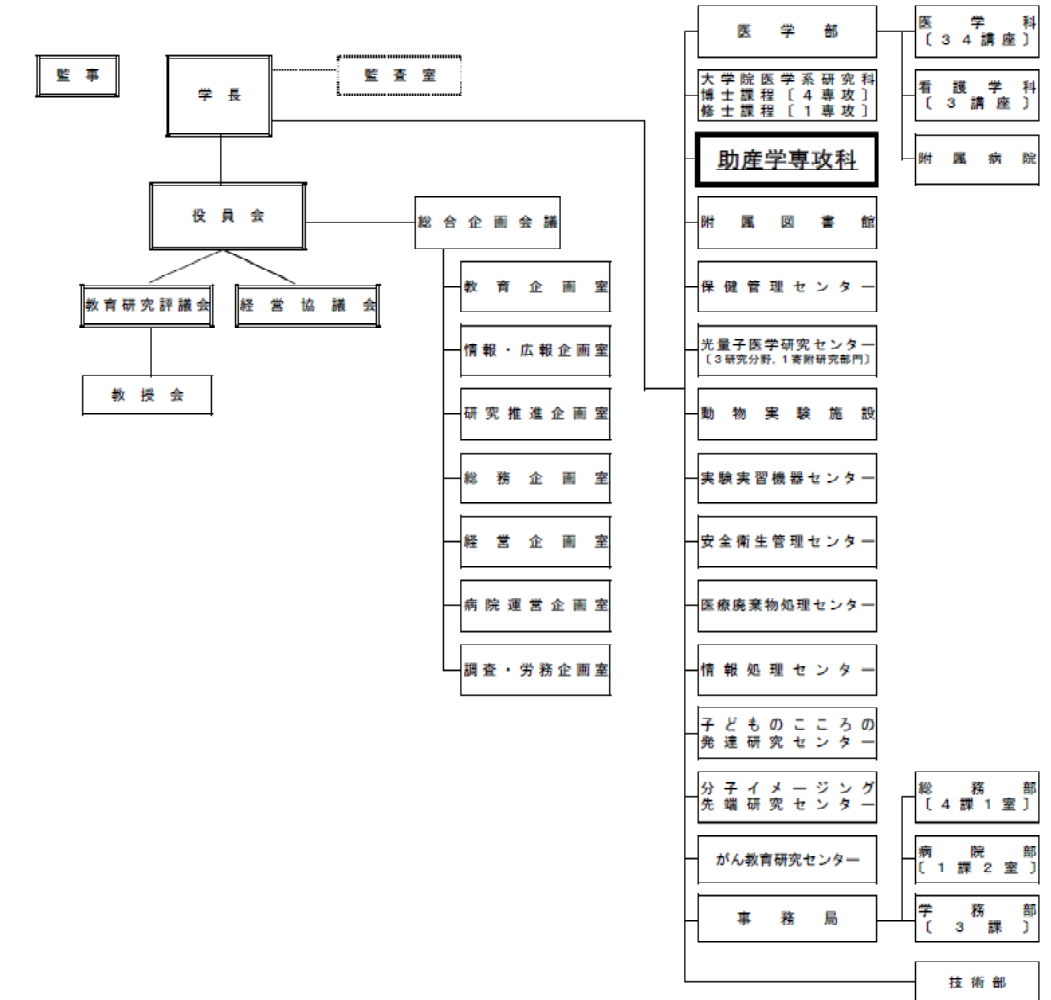 監事
学長
監査室
役員会
教育研究評議会
経営協議会
教授会
総合企画会議
教育企画室
情報・広報企画室
研究推進企画室
総務企画室
経営企画室
病院運営企画室
調査・労務企画室
医学部
大学院医学系研究科
博士課程〔4専攻〕
修士課程〔1専攻〕
助産学専攻科
附属図書館
保健管理センター
光量子医学研究センター
〔3研究分野，1寄附研究部門〕
動物実験施設
実験実習機器センター
安全衛生管理センター
医療廃棄物処理センター
情報処理センター
子どものこころの
発達研究センター
分子イメージング
先端研究センター
がん教育研究センター
事務局
医学科
〔34講座〕
看護学科
〔3講座〕
附属病院
総務部
〔4課1室〕
病院部
〔1課2室〕
学務部
〔3課〕
技術部